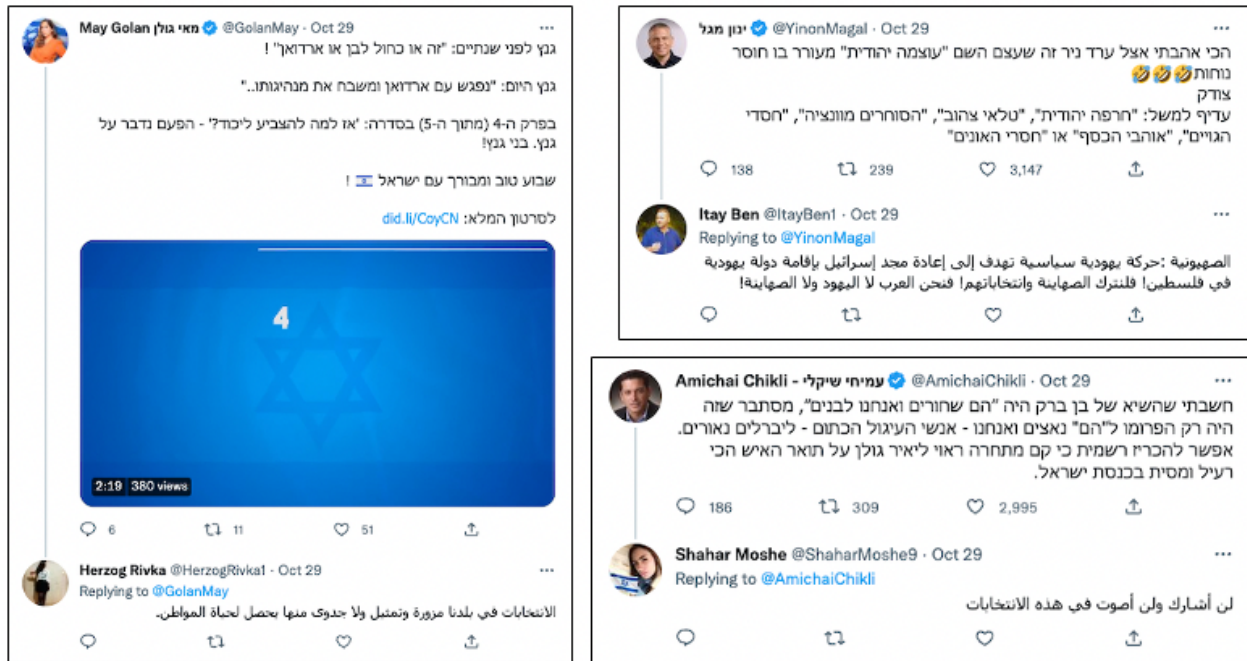 May Golan מאי גולן @GolanMay · Oct 29
גנץ לפני שנתיים: "זה או כחול לבן או ארדואן" !
גנץ היום: "נפגש עם ארדואן ומשבח את מנהיגותו.."
בפרק ה-4 (מתוך ה-5) בסדרה: 'אז למה להצביע ליכוד?' - הפעם נדבר על
גנץ. בני גנץ!
שבוע טוב ומבורך עם ישראל 🇮🇱 !
לסרטון המלא: did.li/CoyCN
4
2:19 380 views
6 11 51
Herzog Rivka @HerzogRivka1 · Oct 29
Replying to @GolanMay
الانتخابات في بلدنا مزورة وتمثيل ولا جدوى منها يحصل لحياة المواطن.
ינון מגל @YinonMagal · Oct 29
הכי אהבתי אצל ערד ניר זה שעצם השם "עוצמה יהודית" מעורר בו חוסר
נוחות🤣🤣🤣
צודק
עדיף למשל: "חרפה יהודית", "טלאי צהוב", "הסוחרים מוונציה", "חסדי
הגויים", "אוהבי הכסף" או "חסרי האונים"
138 239 3,147
Itay Ben @ItayBen1 · Oct 29
Replying to @YinonMagal
الصهيونية :حركة يهودية سياسية تهدف إلى إعادة مجد إسرائيل بإقامة دولة يهودية
في فلسطين! فلنترك الصهاينة وانتخاباتهم! فنحن العرب لا اليهود ولا الصهاينة!
Amichai Chikli - עמיחי שיקלי @AmichaiChikli · Oct 29
חשבתי שהשיא של בן ברק היה "הם שחורים ואנחנו לבנים", מסתבר שזה
היה רק הפרומו ל"הם" נאצים ואנחנו - אנשי העיגול הכתום - ליברלים נאורים.
אפשר להכריז רשמית כי קם מתחרה ראוי ליאיר גולן על תואר האיש הכי
רעיל ומסית בכנסת ישראל.
186 309 2,995
Shahar Moshe @ShaharMoshe9 · Oct 29
Replying to @AmichaiChikli
لن أشارك ولن أصوت في هذه الانتخابات